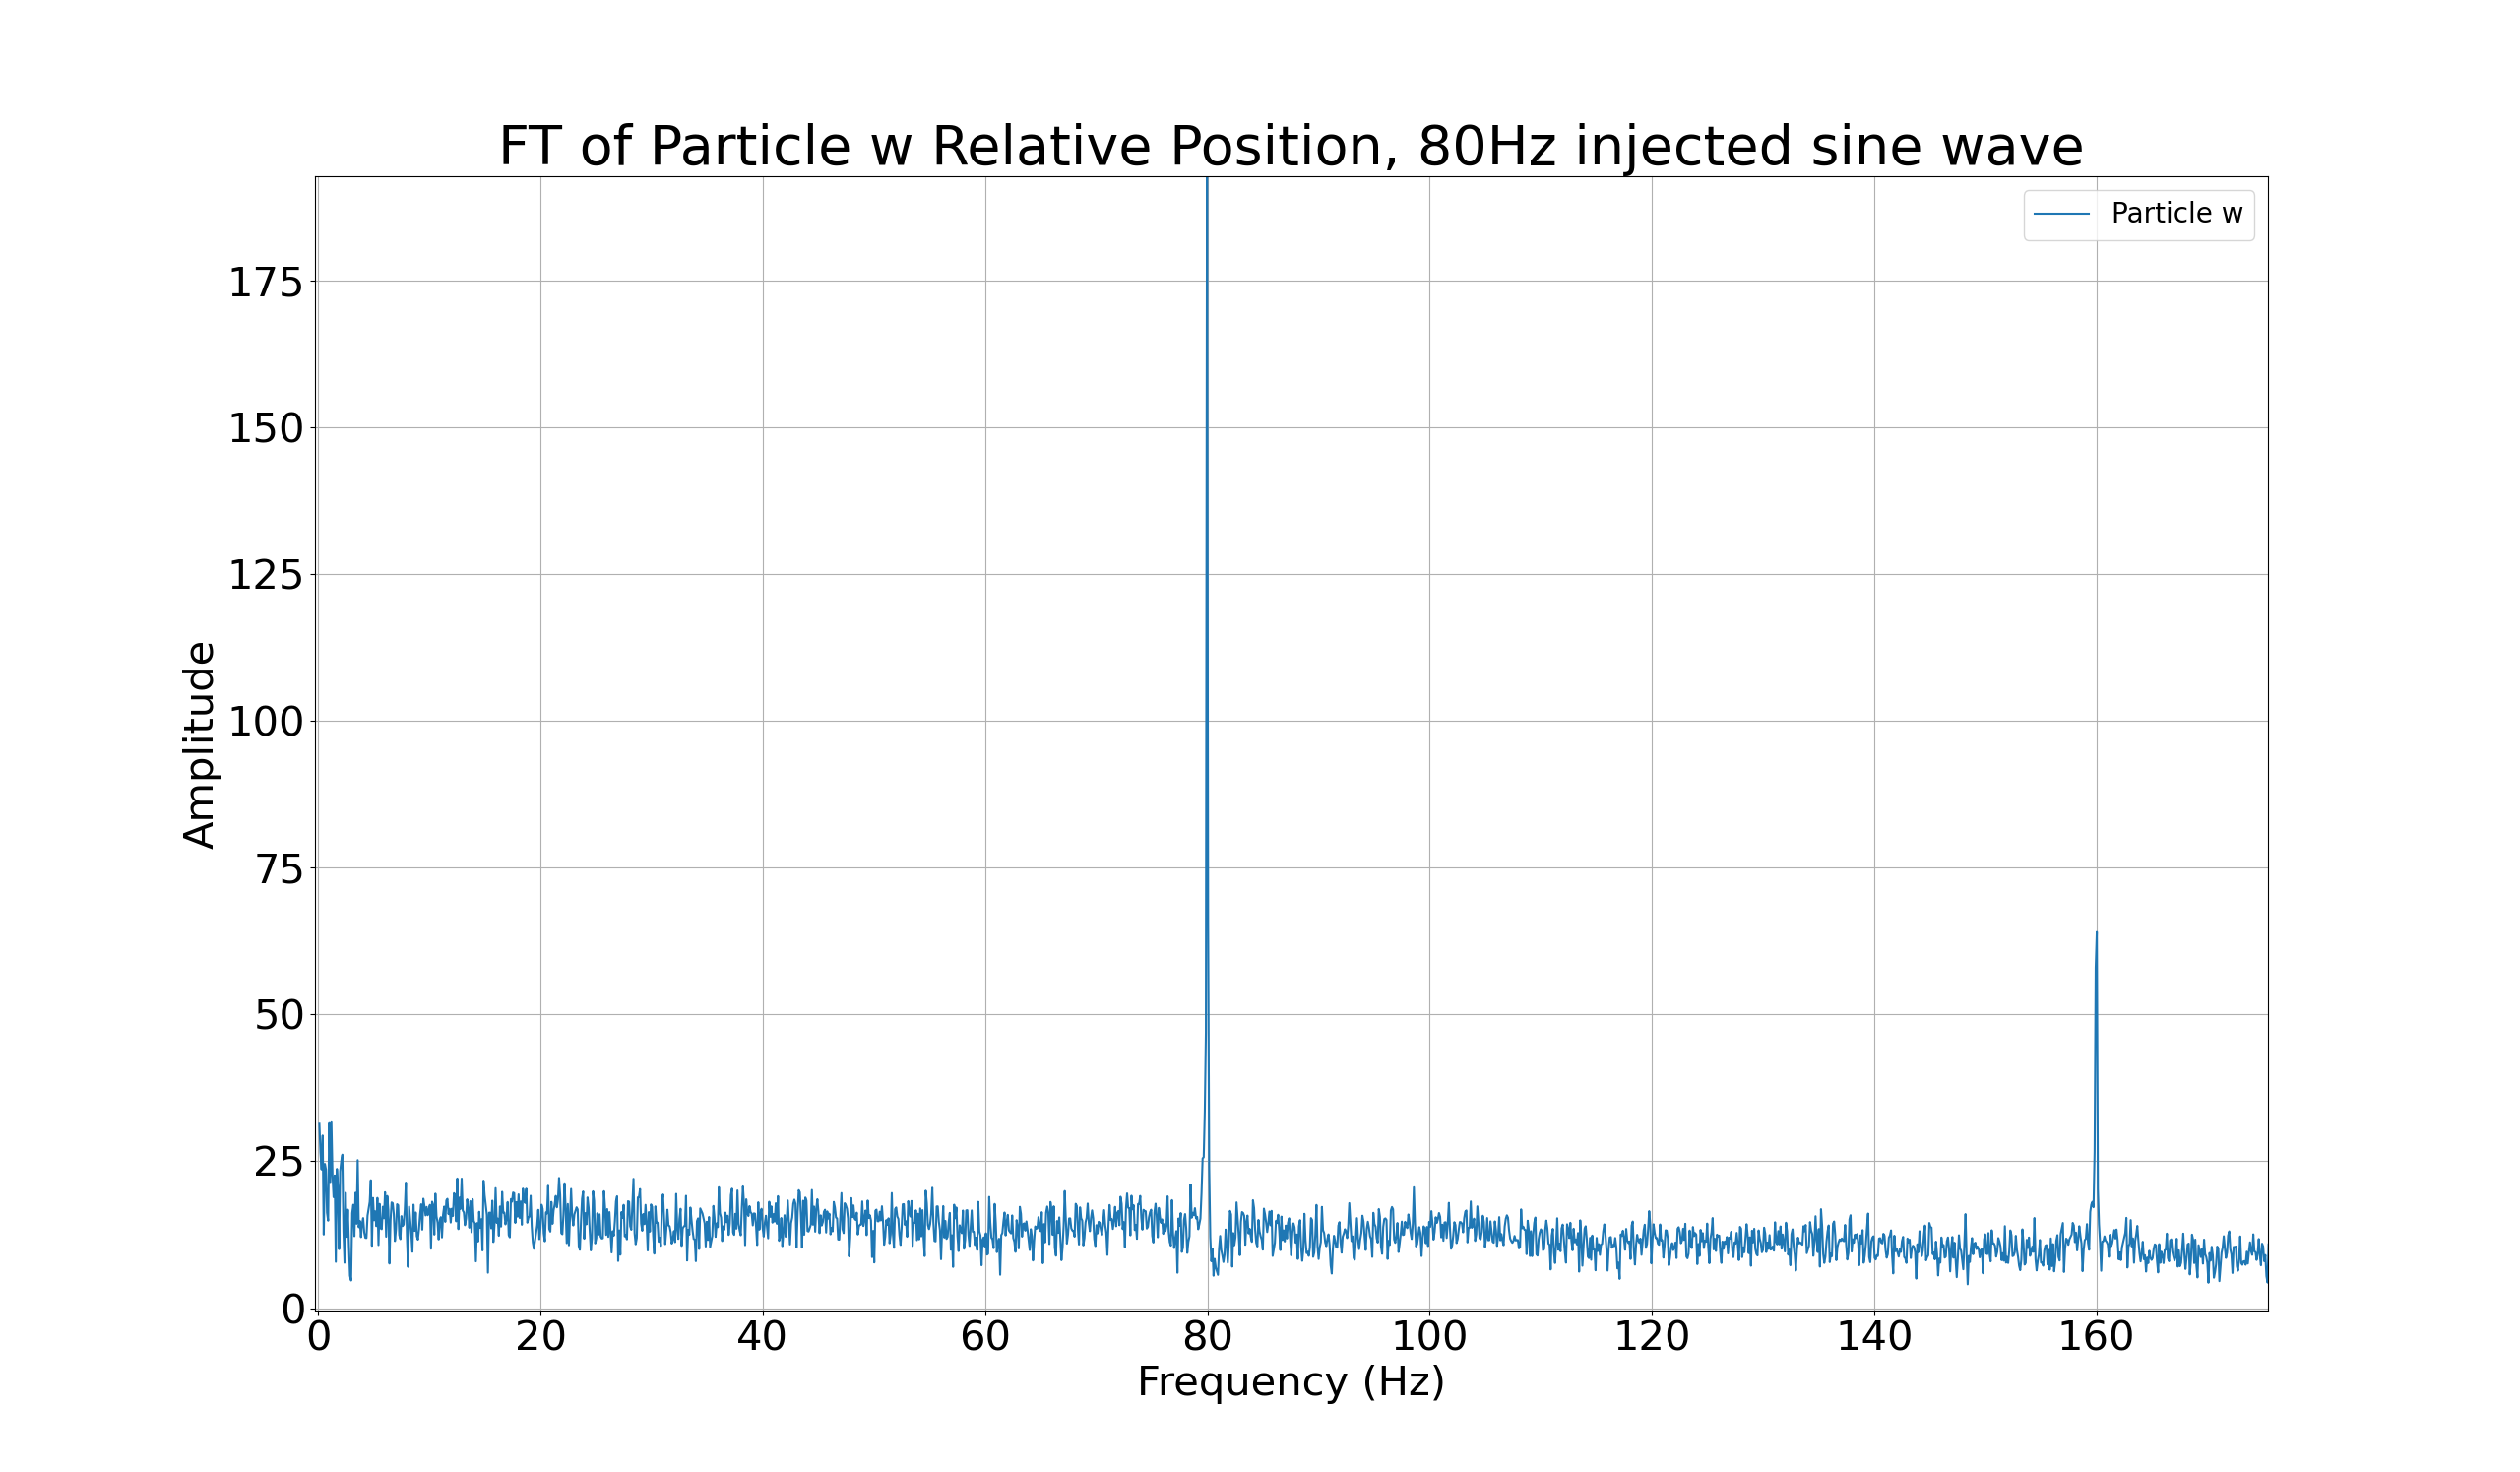 FT of Particle w Relative Position, 80Hz injected sine wave
Particle w
175
150
125
100
75
50
25
0
Amplitude
0 20 40 60 80 100 120 140 160
Frequency (Hz)